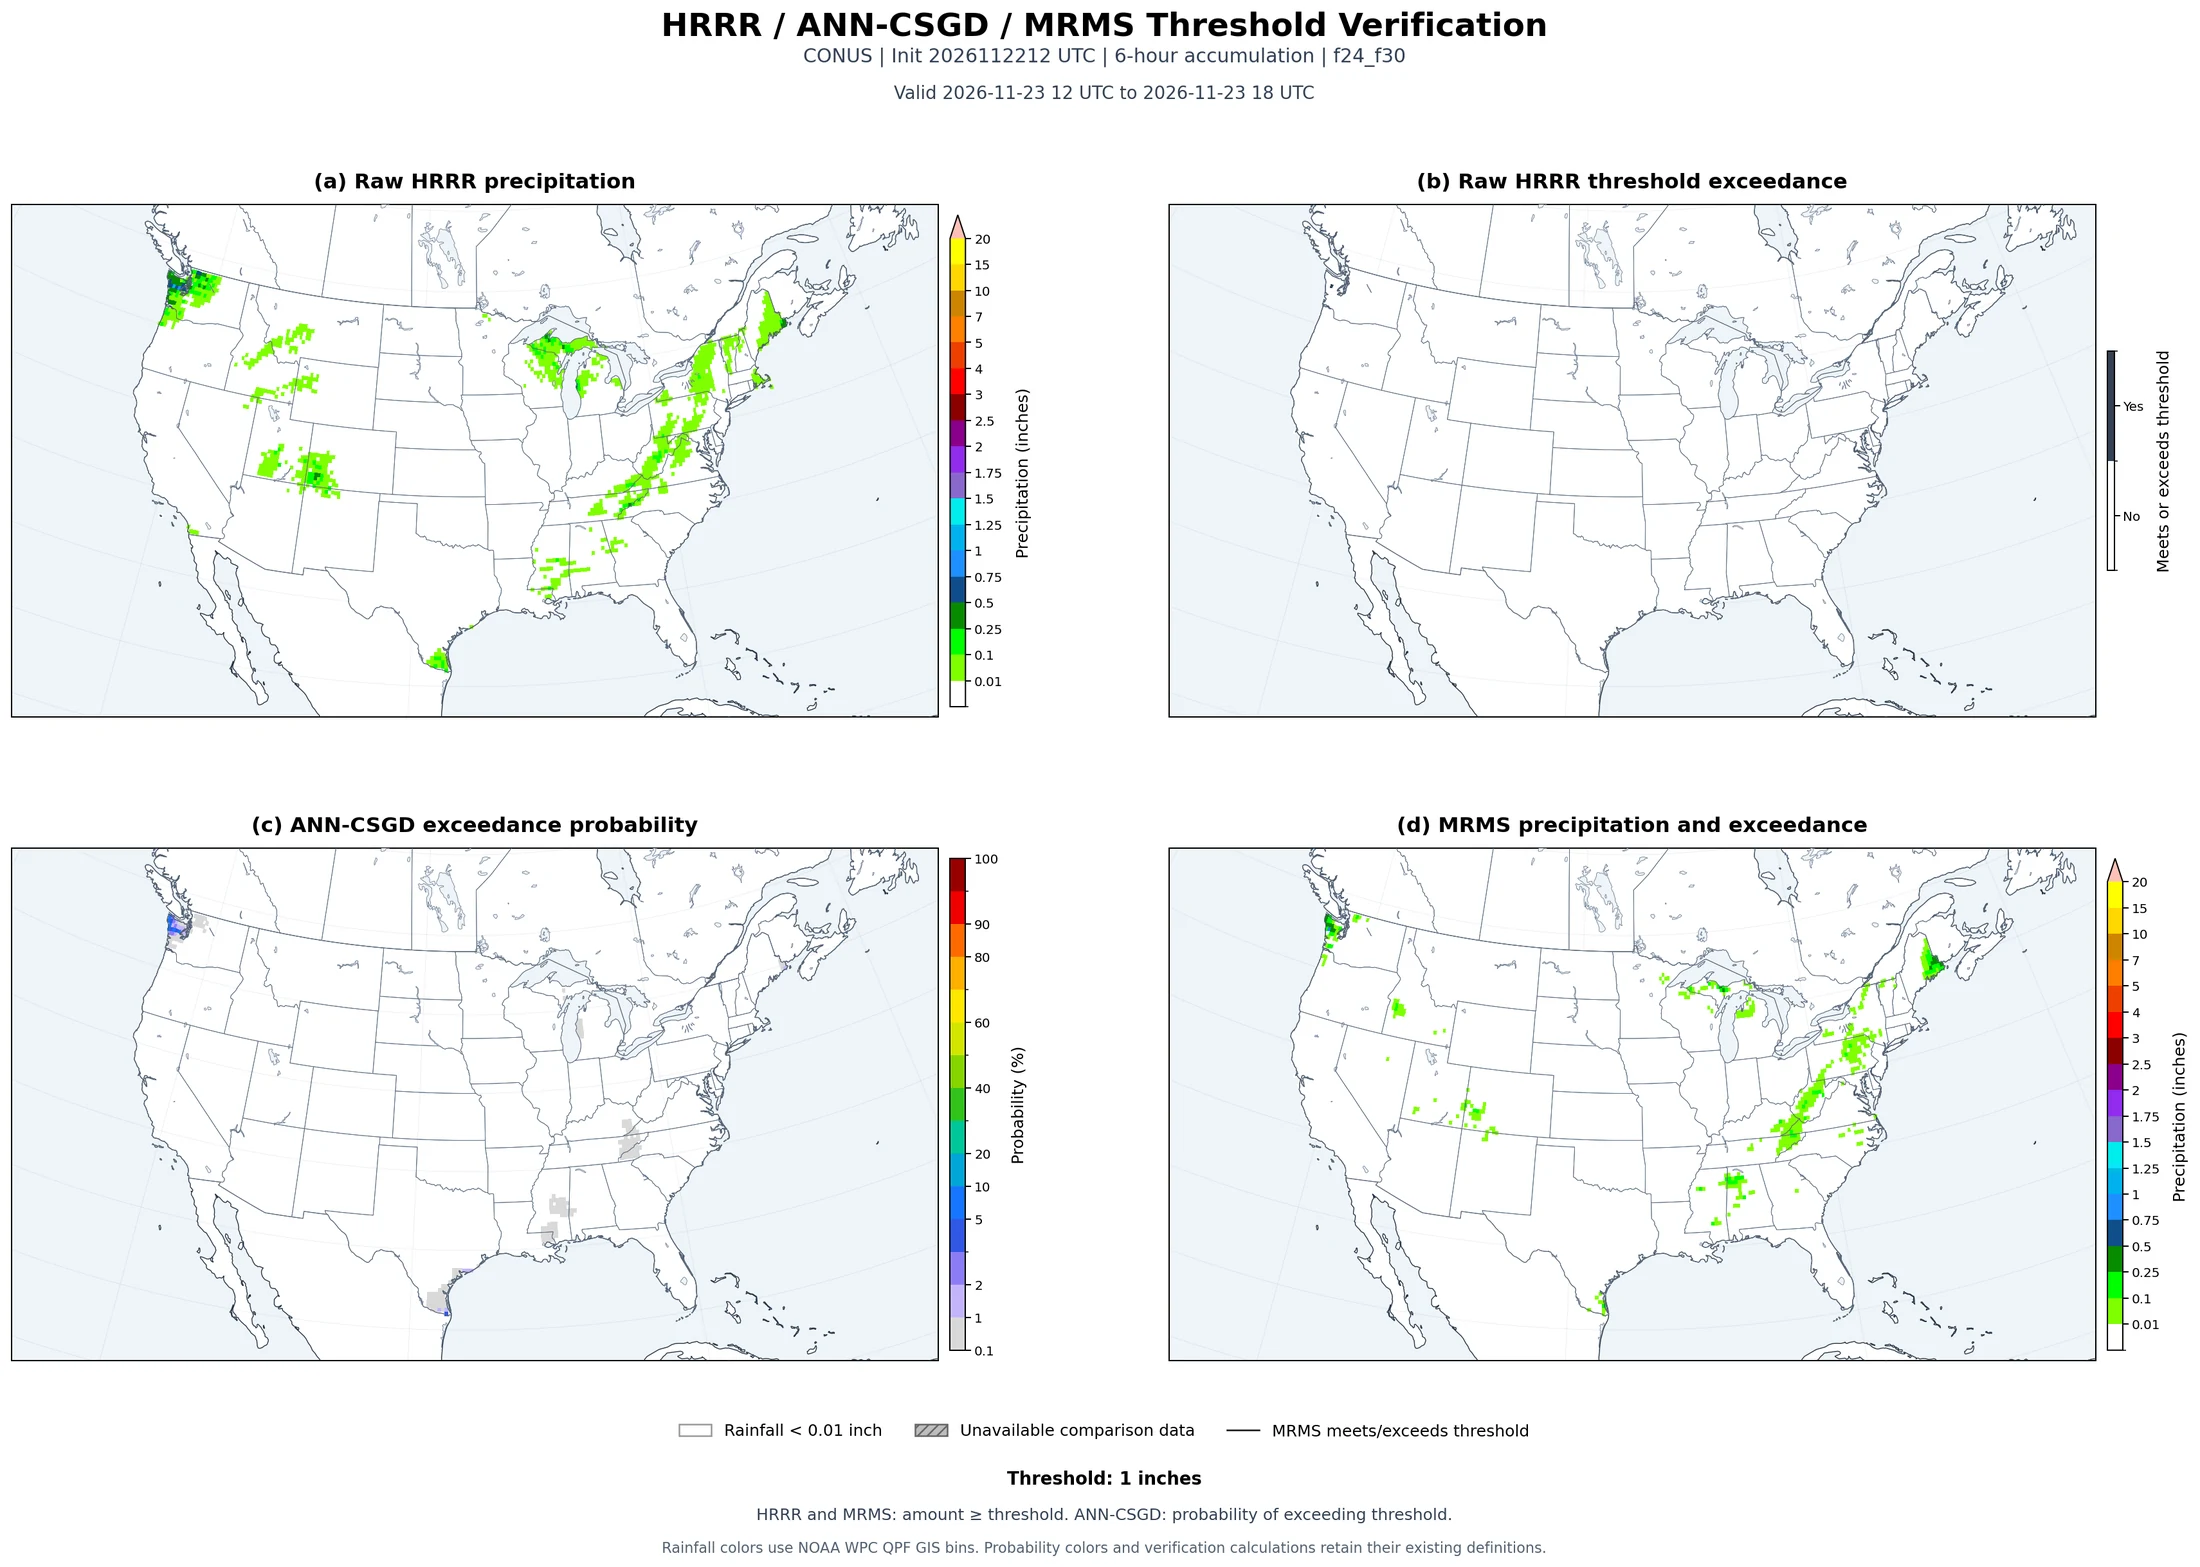 HRRR / ANN-CSGD / MRMS Threshold Verification
CONUS | Init 2026112212 UTC | 6-hour accumulation | f24_f30
Valid 2026-11-23 12 UTC to 2026-11-23 18 UTC
(a) Raw HRRR precipitation
20
15
10
7
5
4
3
2.5
2
1.75
1.5
1.25
1
0.75
0.5
0.25
0.1
0.01
Precipitation (inches)
(b) Raw HRRR threshold exceedance
Yes
No
Meets or exceeds threshold
(c) ANN-CSGD exceedance probability
100
90
80
60
40
20
10
5
2
1
0.1
Probability (%)
(d) MRMS precipitation and exceedance
20
15
10
7
5
4
3
2.5
2
1.75
1.5
1.25
1
0.75
0.5
0.25
0.1
0.01
Precipitation (inches)
Rainfall < 0.01 inch
Unavailable comparison data
MRMS meets/exceeds threshold
Threshold: 1 inches
HRRR and MRMS: amount ≥ threshold. ANN-CSGD: probability of exceeding threshold.
Rainfall colors use NOAA WPC QPF GIS bins. Probability colors and verification calculations retain their existing definitions.